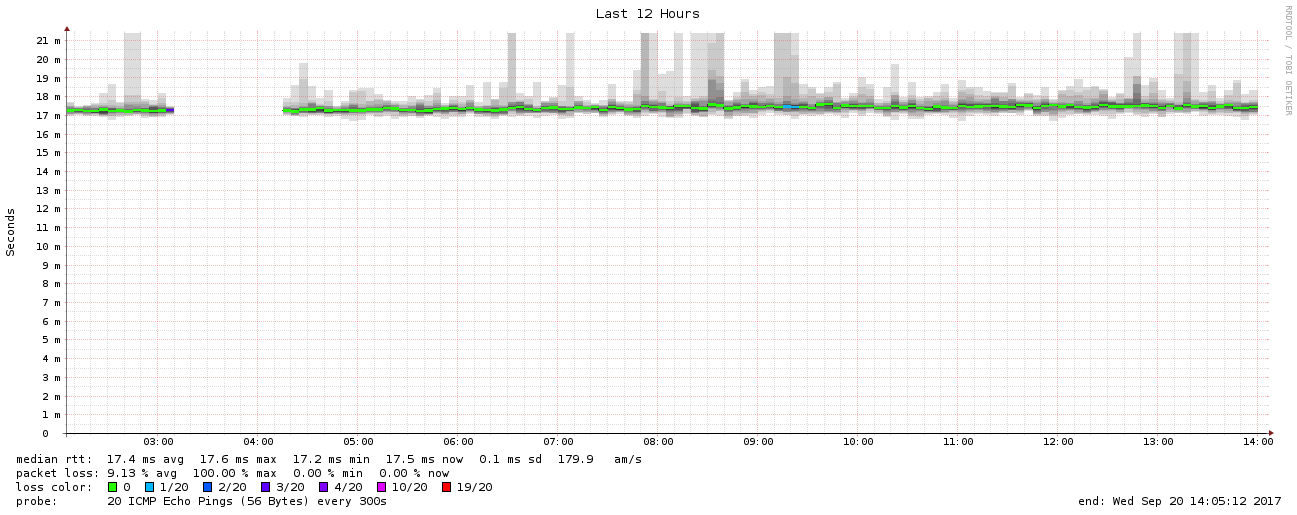 Last 12 Hours
RRDTOOL / TOBI OETIKER
Seconds
21 m
20 m
19 m
18 m
17 m
16 m
15 m
14 m
13 m
12 m
11 m
10 m
9 m
8 m
7 m
6 m
5 m
4 m
3 m
2 m
1 m
0
03:00 04:00 05:00 06:00 07:00 08:00 09:00 10:00 11:00 12:00 13:00 14:00
median rtt: 17.4 ms avg 17.6 ms max 17.2 ms min 17.5 ms now 0.1 ms sd 179.9 am/s
packet loss: 9.13 % avg 100.00 % max 0.00 % min 0.00 % now
loss color: 0 1/20 2/20 3/20 4/20 10/20 19/20
probe: 20 ICMP Echo Pings (56 Bytes) every 300s end: Wed Sep 20 14:05:12 2017